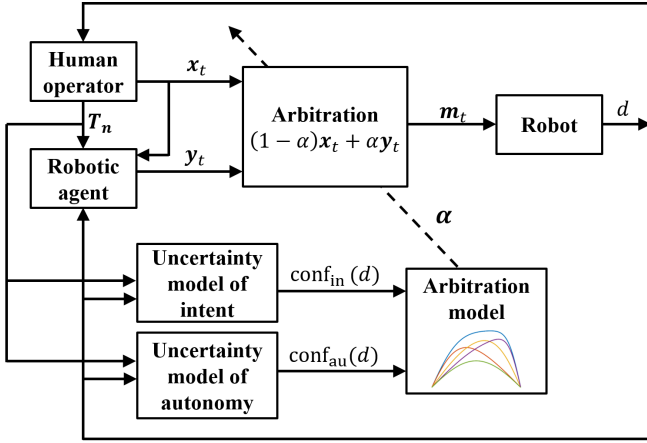 Human
operator
x_t
T_n
Robotic
agent
y_t
Arbitration
(1 − α)x_t + αy_t
m_t
Robot
d
α
Uncertainty
model of
intent
conf_in (d)
Uncertainty
model of
autonomy
conf_au(d)
Arbitration
model